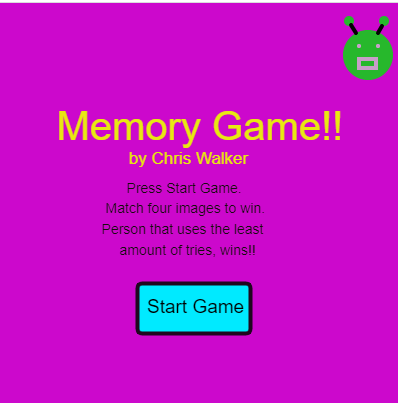 Memory Game!!
by Chris Walker
Press Start Game.
Match four images to win.
Person that uses the least
amount of tries, wins!!
Start Game